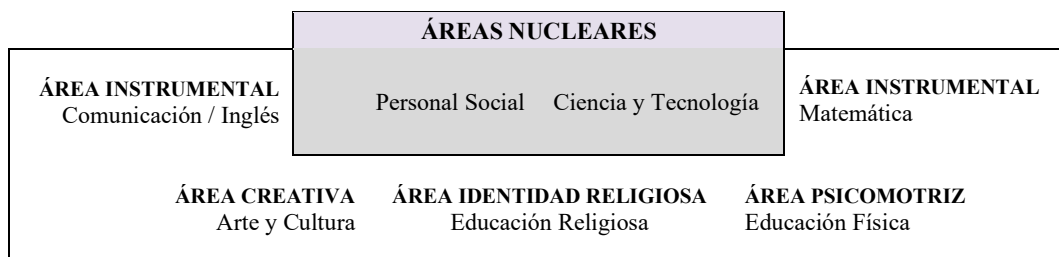 ÁREAS NUCLEARES
ÁREA INSTRUMENTAL
Comunicación / Inglés
Personal Social Ciencia y Tecnología
ÁREA INSTRUMENTAL
Matemática
ÁREA CREATIVA
Arte y Cultura
ÁREA IDENTIDAD RELIGIOSA
Educación Religiosa
ÁREA PSICOMOTRIZ
Educación Física